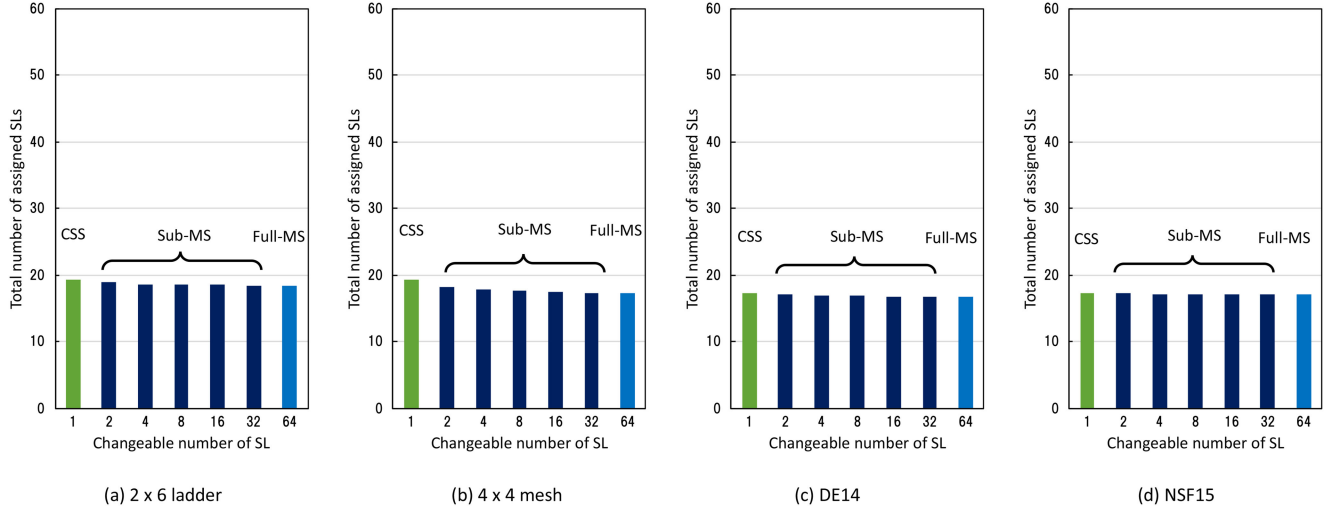 60
50
40
30
20
10
0
Total number of assigned SLs
CSS
Sub-MS
Full-MS
1 2 4 8 16 32 64
Changeable number of SL
(a) 2 x 6 ladder
60
50
40
30
20
10
0
Total number of assigned SLs
CSS
Sub-MS
Full-MS
1 2 4 8 16 32 64
Changeable number of SL
(b) 4 x 4 mesh
60
50
40
30
20
10
0
Total number of assigned SLs
CSS
Sub-MS
Full-MS
1 2 4 8 16 32 64
Changeable number of SL
(c) DE14
60
50
40
30
20
10
0
Total number of assigned SLs
CSS
Sub-MS
Full-MS
1 2 4 8 16 32 64
Changeable number of SL
(d) NSF15